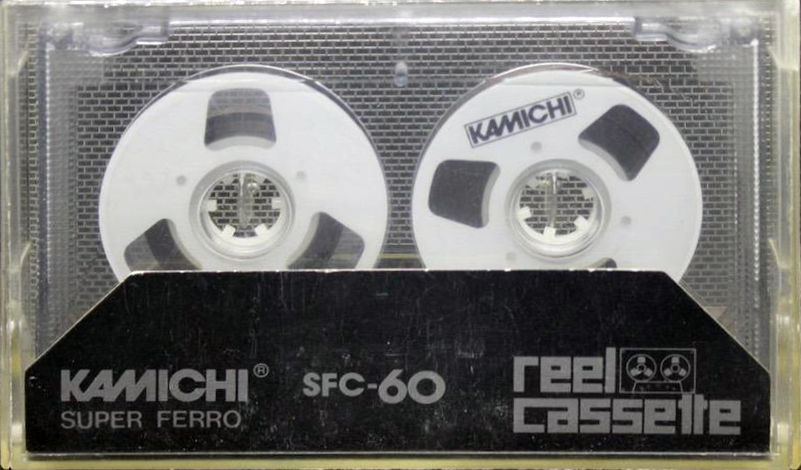 KAMICHI®
KAMICHI®
SUPER FERRO
SFC-60
reel
cassette